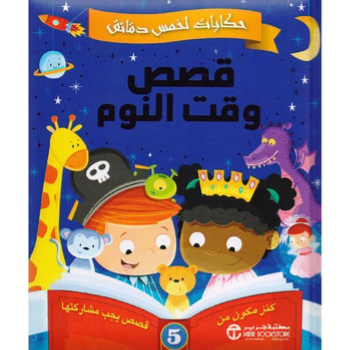 حكايات لخمس دقائق
قصص
وقت النوم
كنز مكون من
5
قصص يجب مشاركتها
مكتبة جرير
JARIR BOOKSTORE